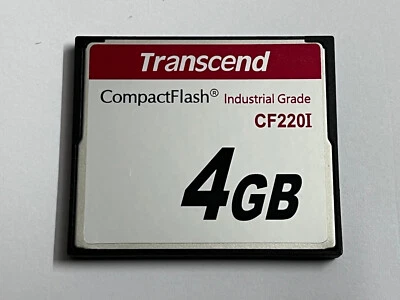 Transcend
CompactFlash® Industrial Grade
CF220I
4GB